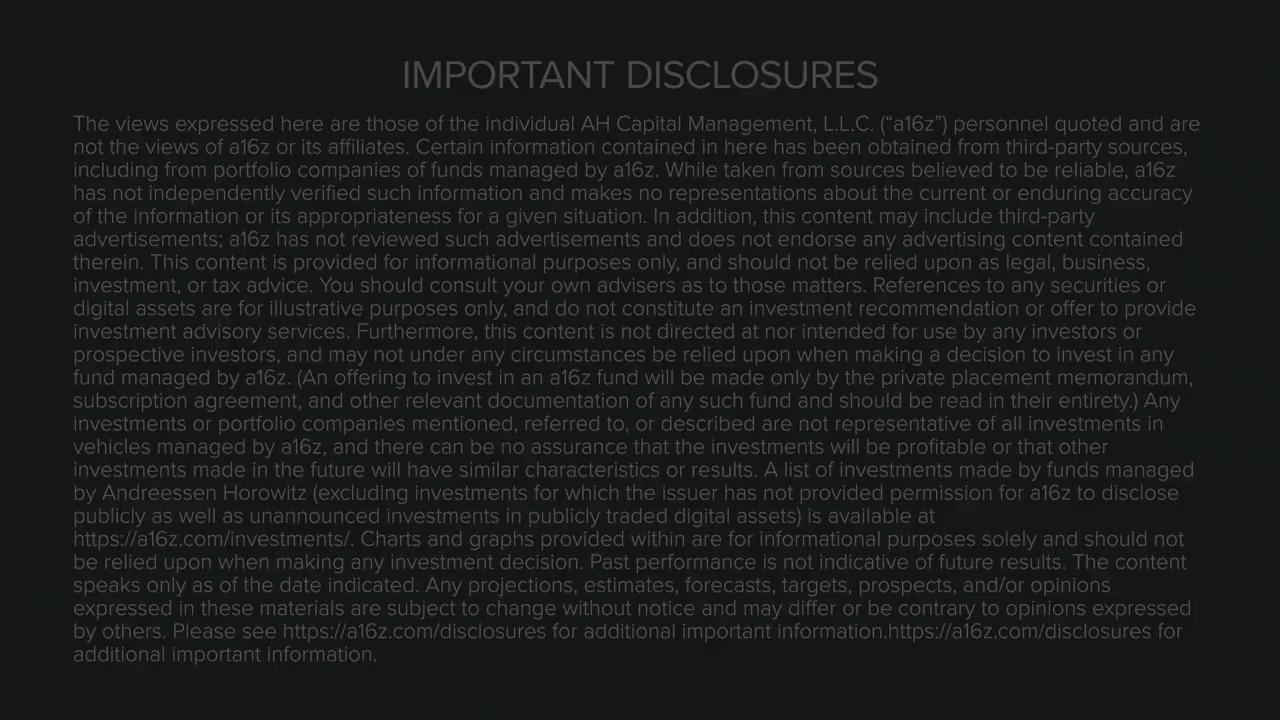 IMPORTANT DISCLOSURES
The views expressed here are those of the individual AH Capital Management, L.L.C. (“a16z”) personnel quoted and are
not the views of a16z or its affiliates. Certain information contained in here has been obtained from third-party sources,
including from portfolio companies of funds managed by a16z. While taken from sources believed to be reliable, a16z
has not independently verified such information and makes no representations about the current or enduring accuracy
of the information or its appropriateness for a given situation. In addition, this content may include third-party
advertisements; a16z has not reviewed such advertisements and does not endorse any advertising content contained
therein. This content is provided for informational purposes only, and should not be relied upon as legal, business,
investment, or tax advice. You should consult your own advisers as to those matters. References to any securities or
digital assets are for illustrative purposes only, and do not constitute an investment recommendation or offer to provide
investment advisory services. Furthermore, this content is not directed at nor intended for use by any investors or
prospective investors, and may not under any circumstances be relied upon when making a decision to invest in any
fund managed by a16z. (An offering to invest in an a16z fund will be made only by the private placement memorandum,
subscription agreement, and other relevant documentation of any such fund and should be read in their entirety.) Any
investments or portfolio companies mentioned, referred to, or described are not representative of all investments in
vehicles managed by a16z, and there can be no assurance that the investments will be profitable or that other
investments made in the future will have similar characteristics or results. A list of investments made by funds managed
by Andreessen Horowitz (excluding investments for which the issuer has not provided permission for a16z to disclose
publicly as well as unannounced investments in publicly traded digital assets) is available at
https://a16z.com/investments/. Charts and graphs provided within are for informational purposes solely and should not
be relied upon when making any investment decision. Past performance is not indicative of future results. The content
speaks only as of the date indicated. Any projections, estimates, forecasts, targets, prospects, and/or opinions
expressed in these materials are subject to change without notice and may differ or be contrary to opinions expressed
by others. Please see https://a16z.com/disclosures for additional important information.https://a16z.com/disclosures for
additional important information.